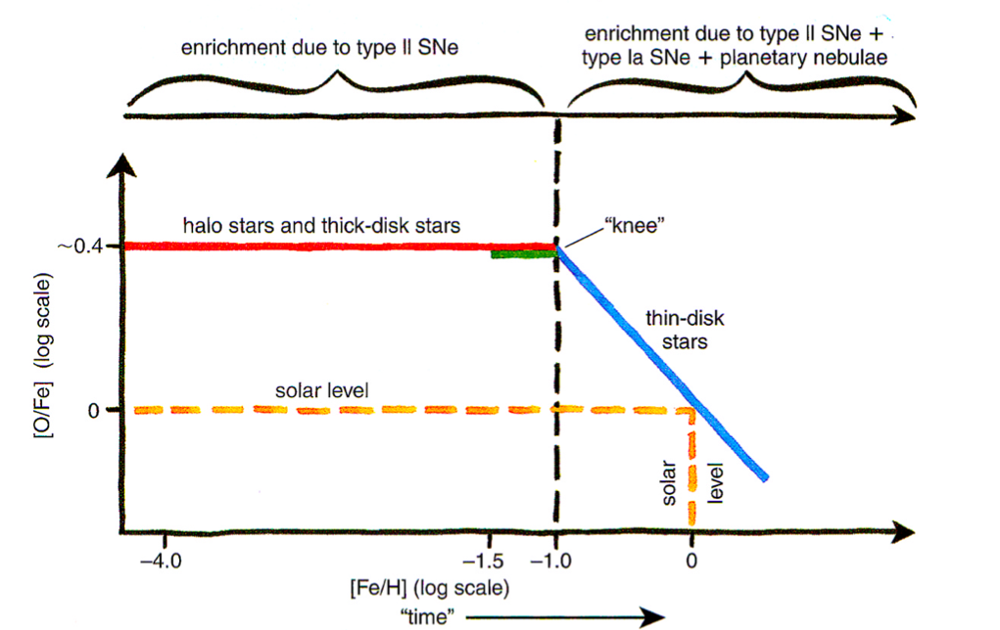 enrichment due to type II SNe
enrichment due to type II SNe +
type Ia SNe + planetary nebulae
halo stars and thick-disk stars
"knee"
~0.4
thin-disk
stars
[O/Fe] (log scale)
solar level
0
solar level
–4.0
–1.5
–1.0
0
[Fe/H] (log scale)
"time"